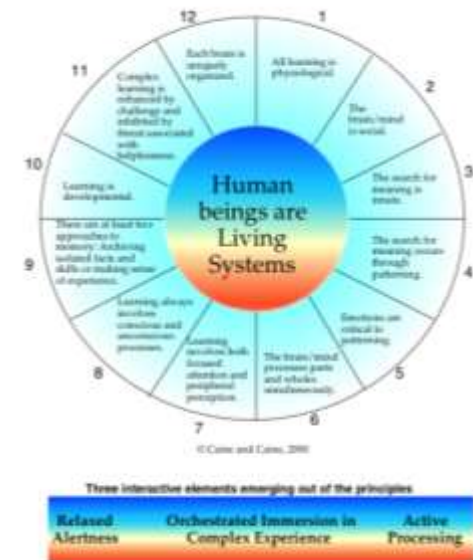 12
1
Each brain is
uniquely
organized.
All learning is
physiological.
11
Complex
learning is
enhanced by
challenge and
inhibited by
threat associated
with
helplessness.
2
The
brain/mind
is social.
10
Learning is
developmental.
3
The search for
meaning is
innate.
Human
beings are
Living
Systems
9
There are at least two
approaches to
memory: Archiving
isolated facts and
skills or making sense
of experience.
4
The search for
meaning occurs
through
patterning.
8
Learning always
involves
conscious and
unconscious
processes.
5
Emotions are
critical to
patterning.
7
Learning
involves both
focused
attention and
peripheral
perception.
6
The brain/mind
processes parts
and wholes
simultaneously.
© Caine and Caine,
Three interactive elements emerging out of the principles
Relaxed
Alertness
Orchestrated Immersion in
Complex Experience
Active
Processing